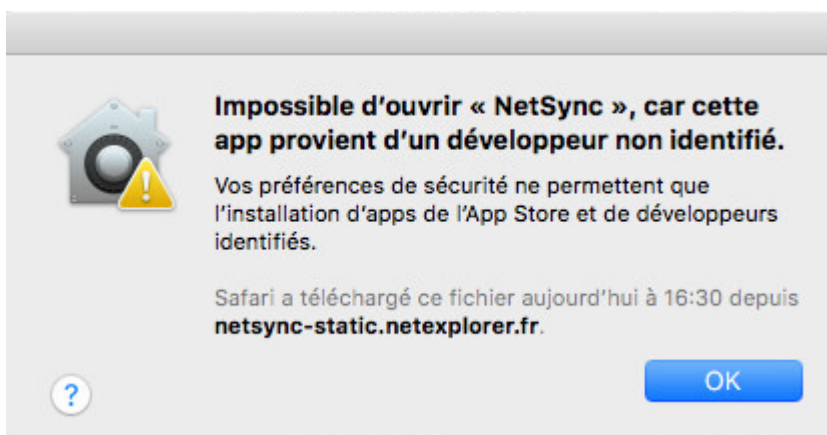 Impossible d'ouvrir « NetSync », car cette
app provient d'un développeur non identifié.
Vos préférences de sécurité ne permettent que
l'installation d'apps de l'App Store et de développeurs
identifiés.
Safari a téléchargé ce fichier aujourd'hui à 16:30 depuis
netsync-static.netexplorer.fr.
?
OK